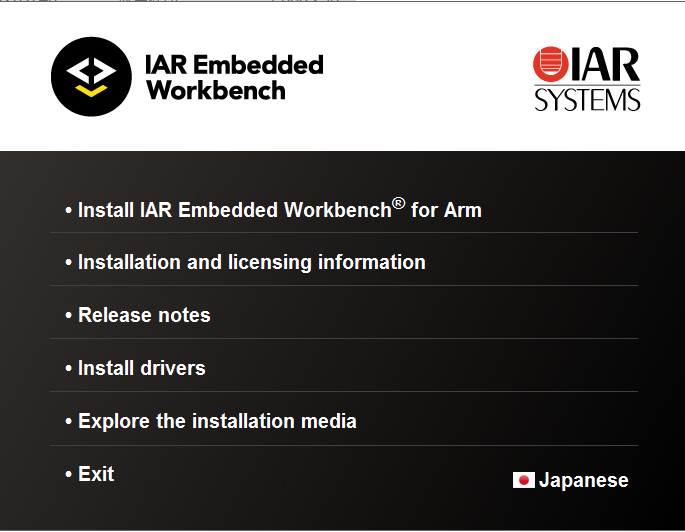 IAR Embedded
Workbench
IAR
SYSTEMS
• Install IAR Embedded Workbench® for Arm
• Installation and licensing information
• Release notes
• Install drivers
• Explore the installation media
• Exit
Japanese